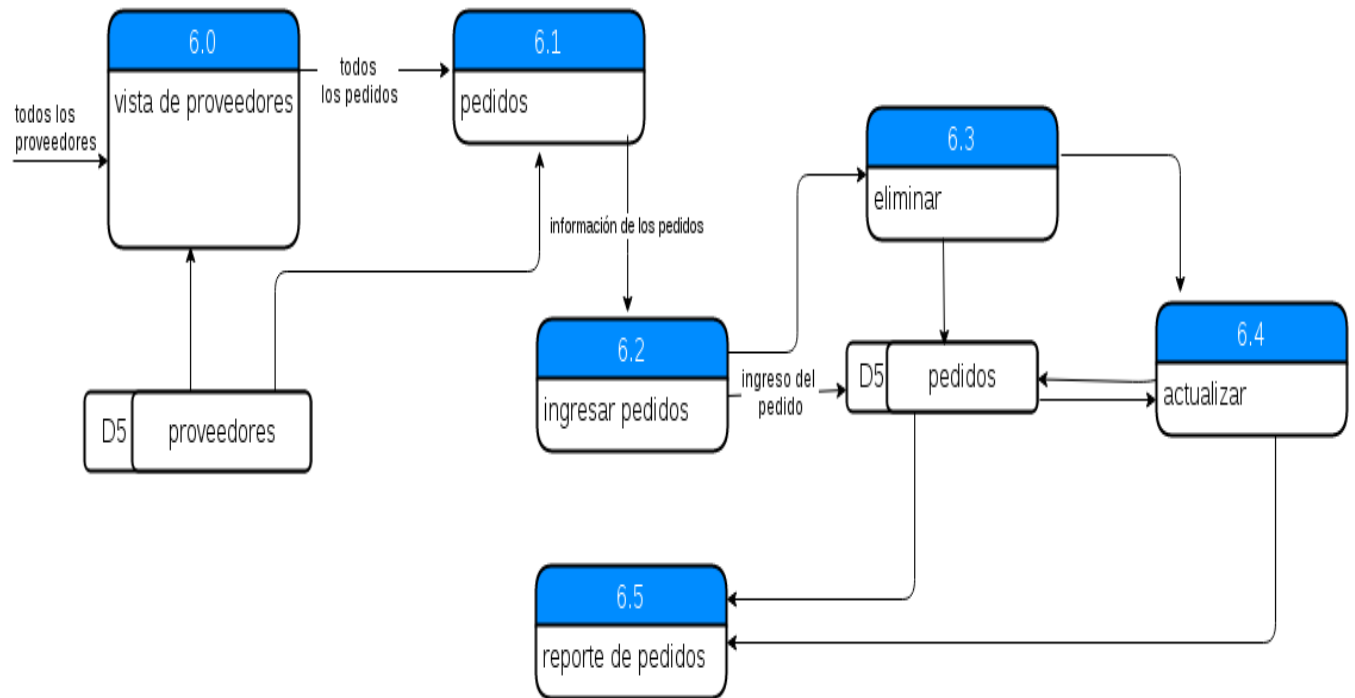 6.0
vista de proveedores
todos los
proveedores
todos
los pedidos
6.1
pedidos
información de los pedidos
6.3
eliminar
6.2
ingresar pedidos
ingreso del
pedido
D5 pedidos
6.4
actualizar
D5 proveedores
6.5
reporte de pedidos